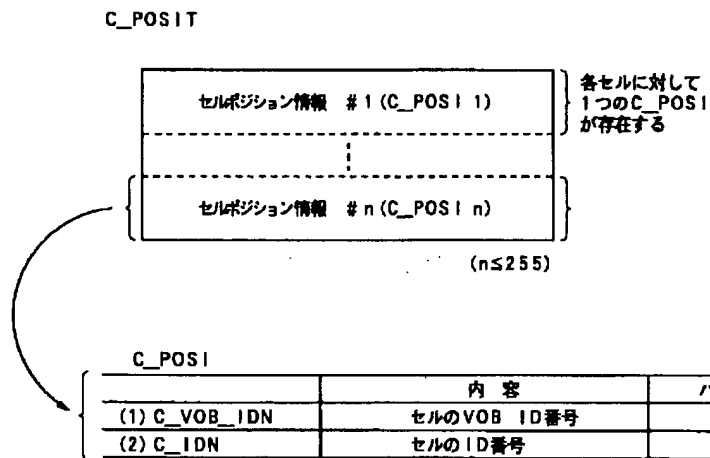 C_POSIT
セルポジション情報 #1(C_POSI 1)
各セルに対して
1つのC_POSI
が存在する
セルポジション情報 #n(C_POSI n)
(n≤255)
C_POSI
内 容
(1) C_VOB_IDN セルのVOB ID番号
(2) C_IDN セルのID番号